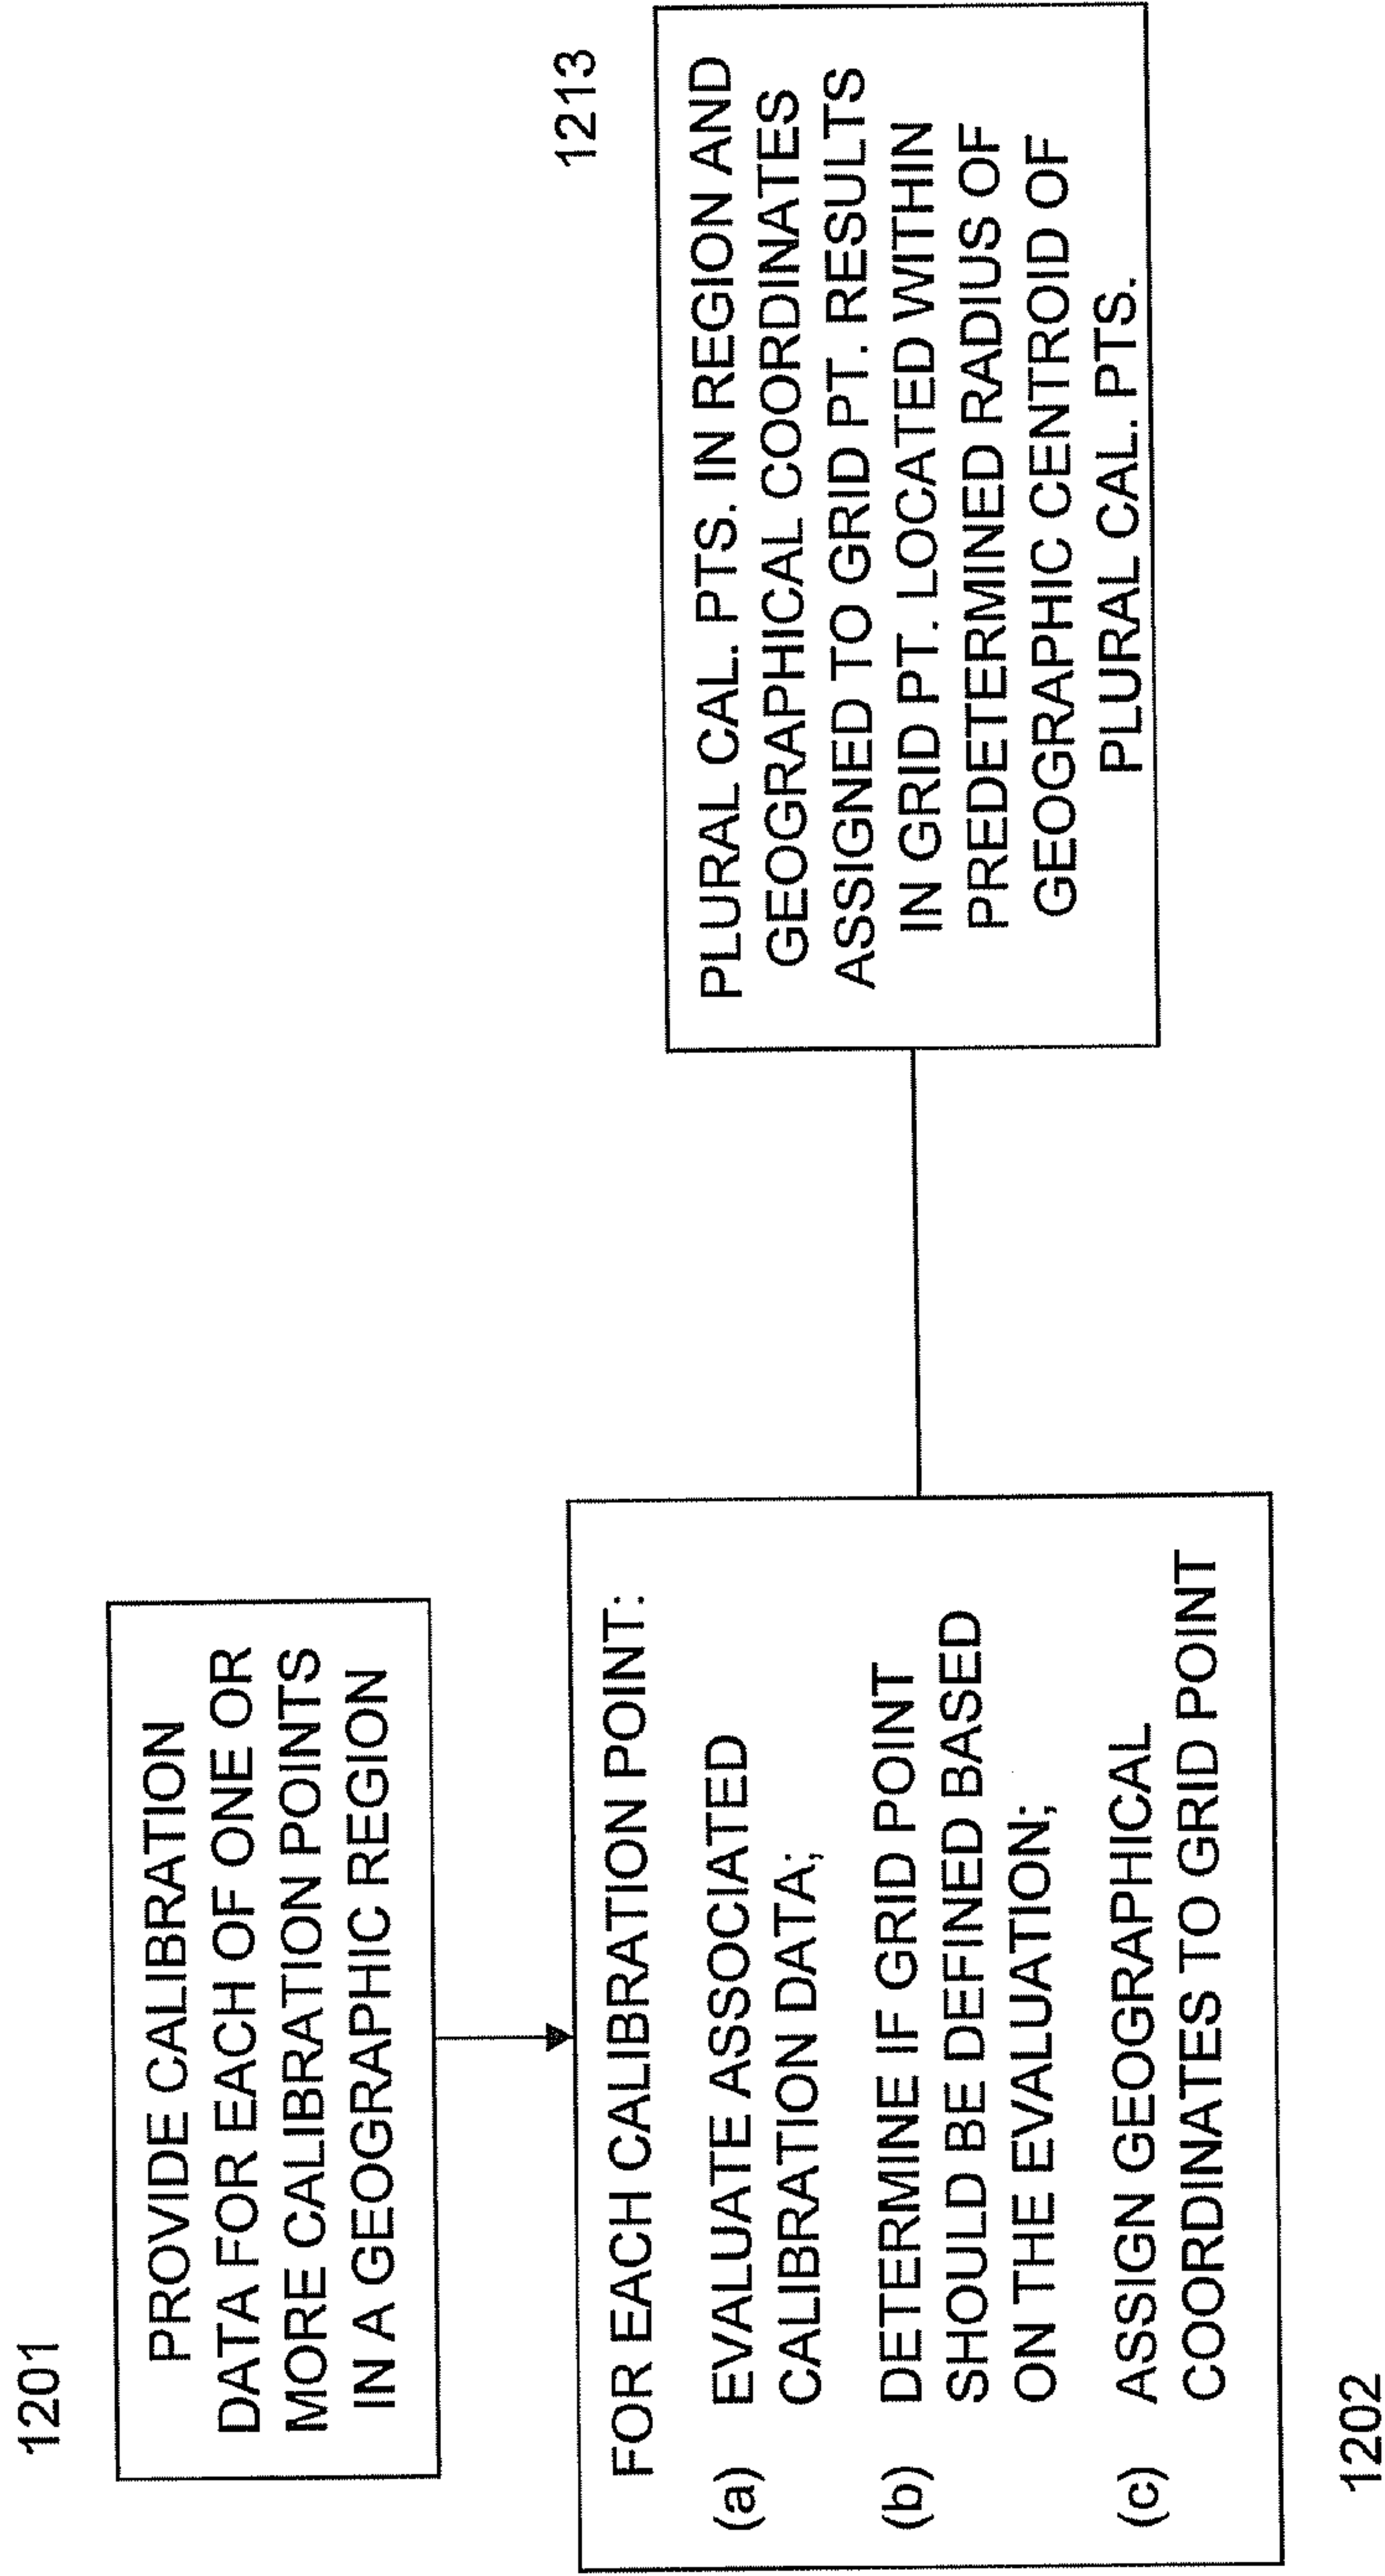 1201
PROVIDE CALIBRATION
DATA FOR EACH OF ONE OR
MORE CALIBRATION POINTS
IN A GEOGRAPHIC REGION
FOR EACH CALIBRATION POINT:
(a) EVALUATE ASSOCIATED
CALIBRATION DATA;
(b) DETERMINE IF GRID POINT
SHOULD BE DEFINED BASED
ON THE EVALUATION;
(c) ASSIGN GEOGRAPHICAL
COORDINATES TO GRID POINT
1202
1213
PLURAL CAL. PTS. IN REGION AND
GEOGRAPHICAL COORDINATES
ASSIGNED TO GRID PT. RESULTS
IN GRID PT. LOCATED WITHIN
PREDETERMINED RADIUS OF
GEOGRAPHIC CENTROID OF
PLURAL CAL. PTS.